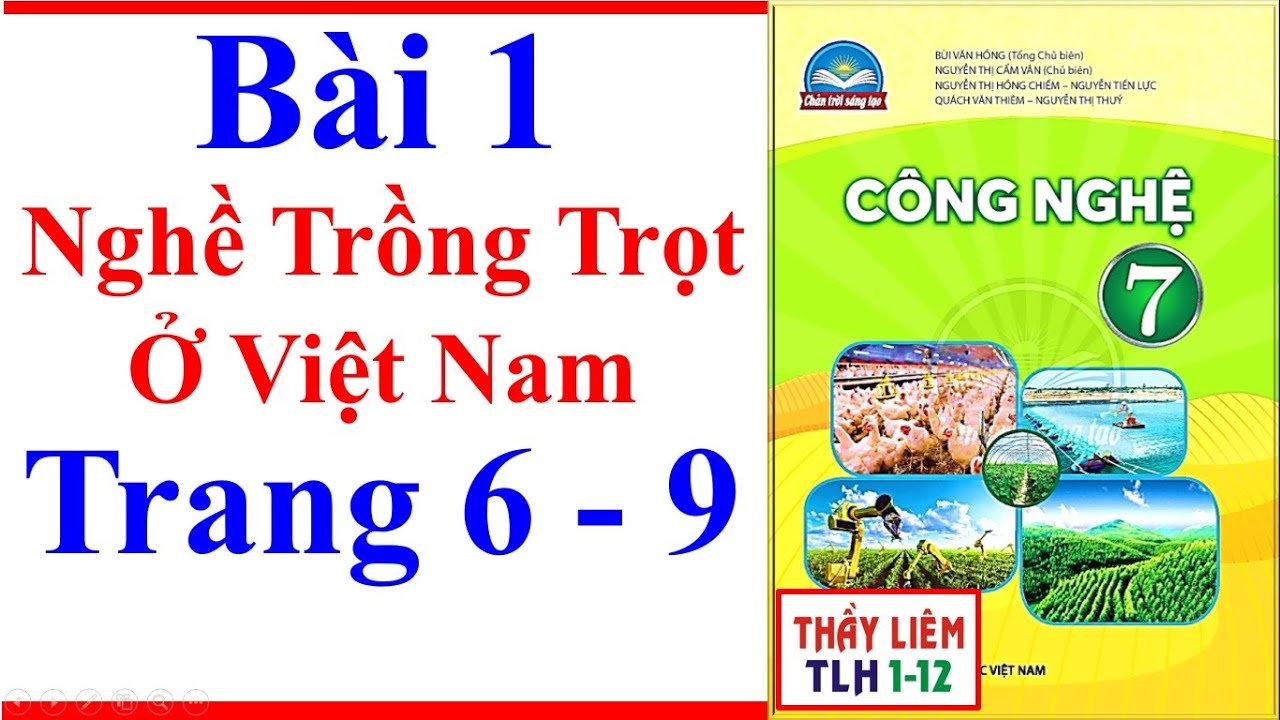 Bài 1
Nghề Trồng Trọt
Ở Việt Nam
Trang 6 - 9
BÙI VĂN HỒNG (Tổng Chủ biên)
NGUYỄN THỊ CẨM VÂN (Chủ biên)
NGUYỄN THỊ HỒNG CHIẾM – NGUYỄN TIẾN LỰC
QUÁCH VĂN THIÊM – NGUYỄN THỊ THUÝ
Chân trời sáng tạo
CÔNG NGHỆ
7
THẦY LIÊM
TLH 1-12
C VIỆT NAM